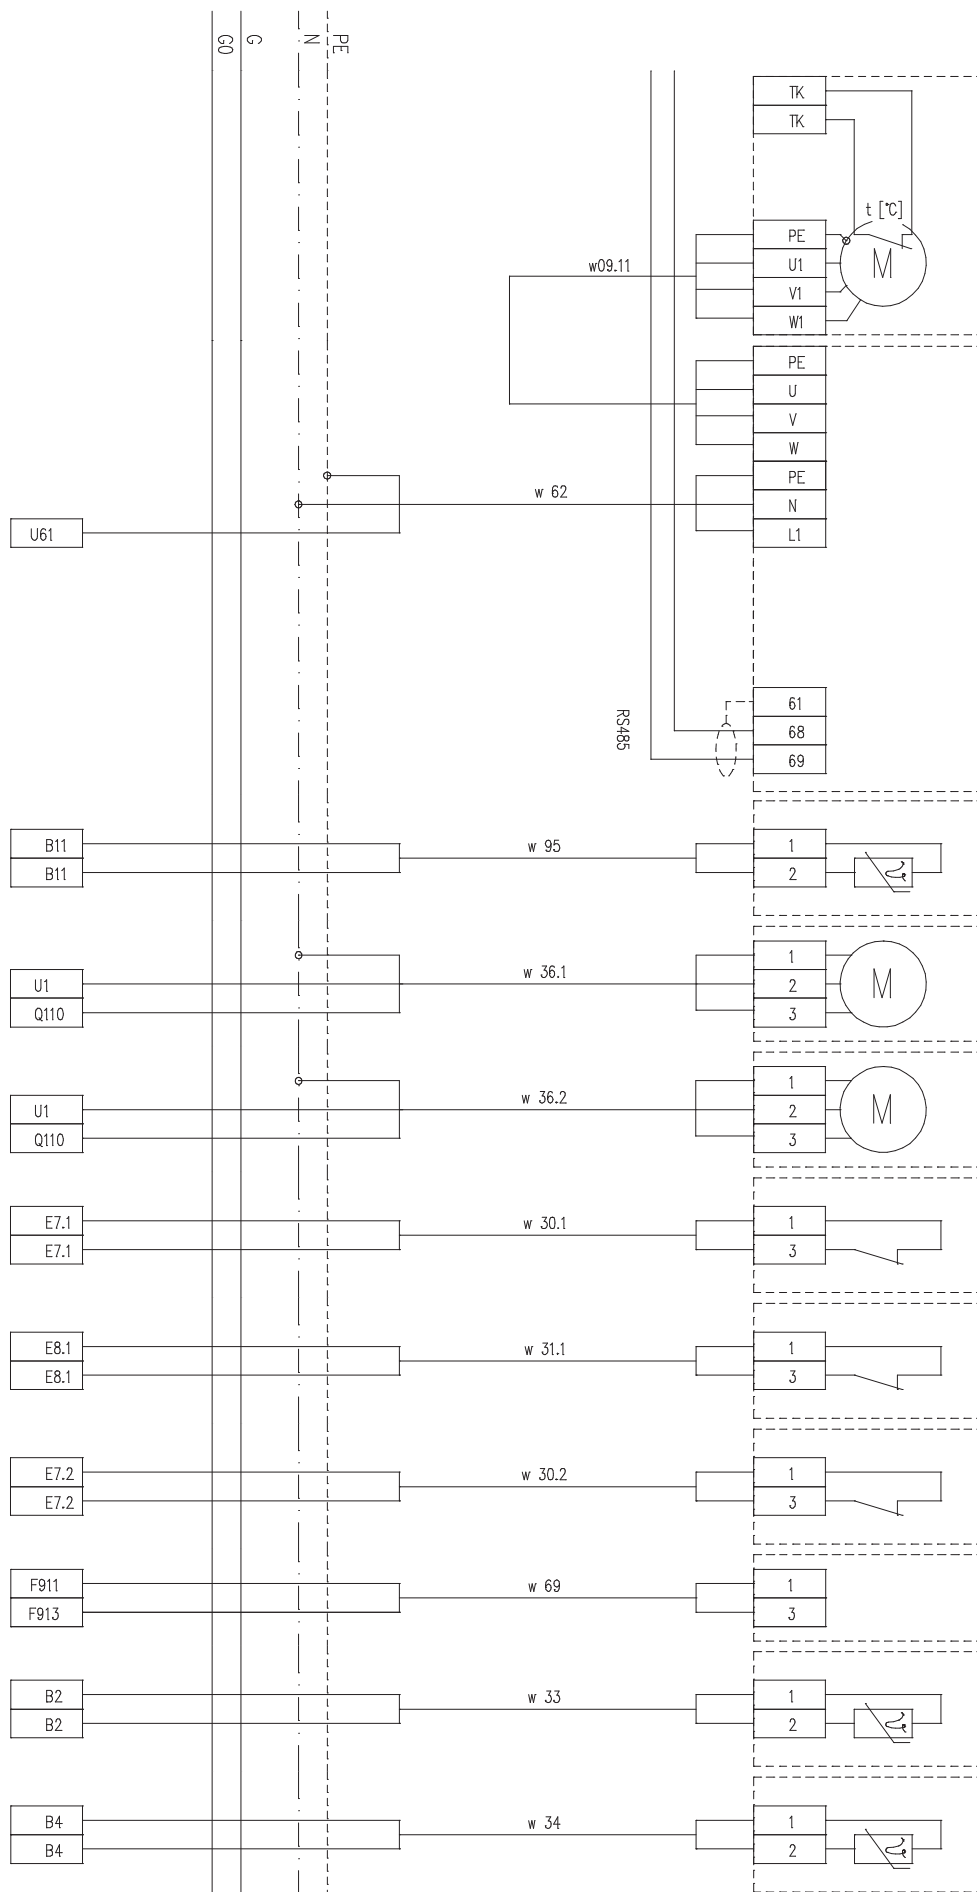 G0 G N PE
TK
TK
t [°C]
PE
M
w09.11
U1
V1
W1
PE
U
V
W
PE
w 62
N
U61
L1
61
RS485
68
69
B11
w 95
1
B11
2
1
w 36.1
U1
2
M
Q110
3
1
w 36.2
U1
2
M
Q110
3
E7.1
w 30.1
1
E7.1
3
E8.1
w 31.1
1
E8.1
3
E7.2
w 30.2
1
E7.2
3
F911
w 69
1
F913
3
B2
w 33
1
B2
2
B4
w 34
1
B4
2